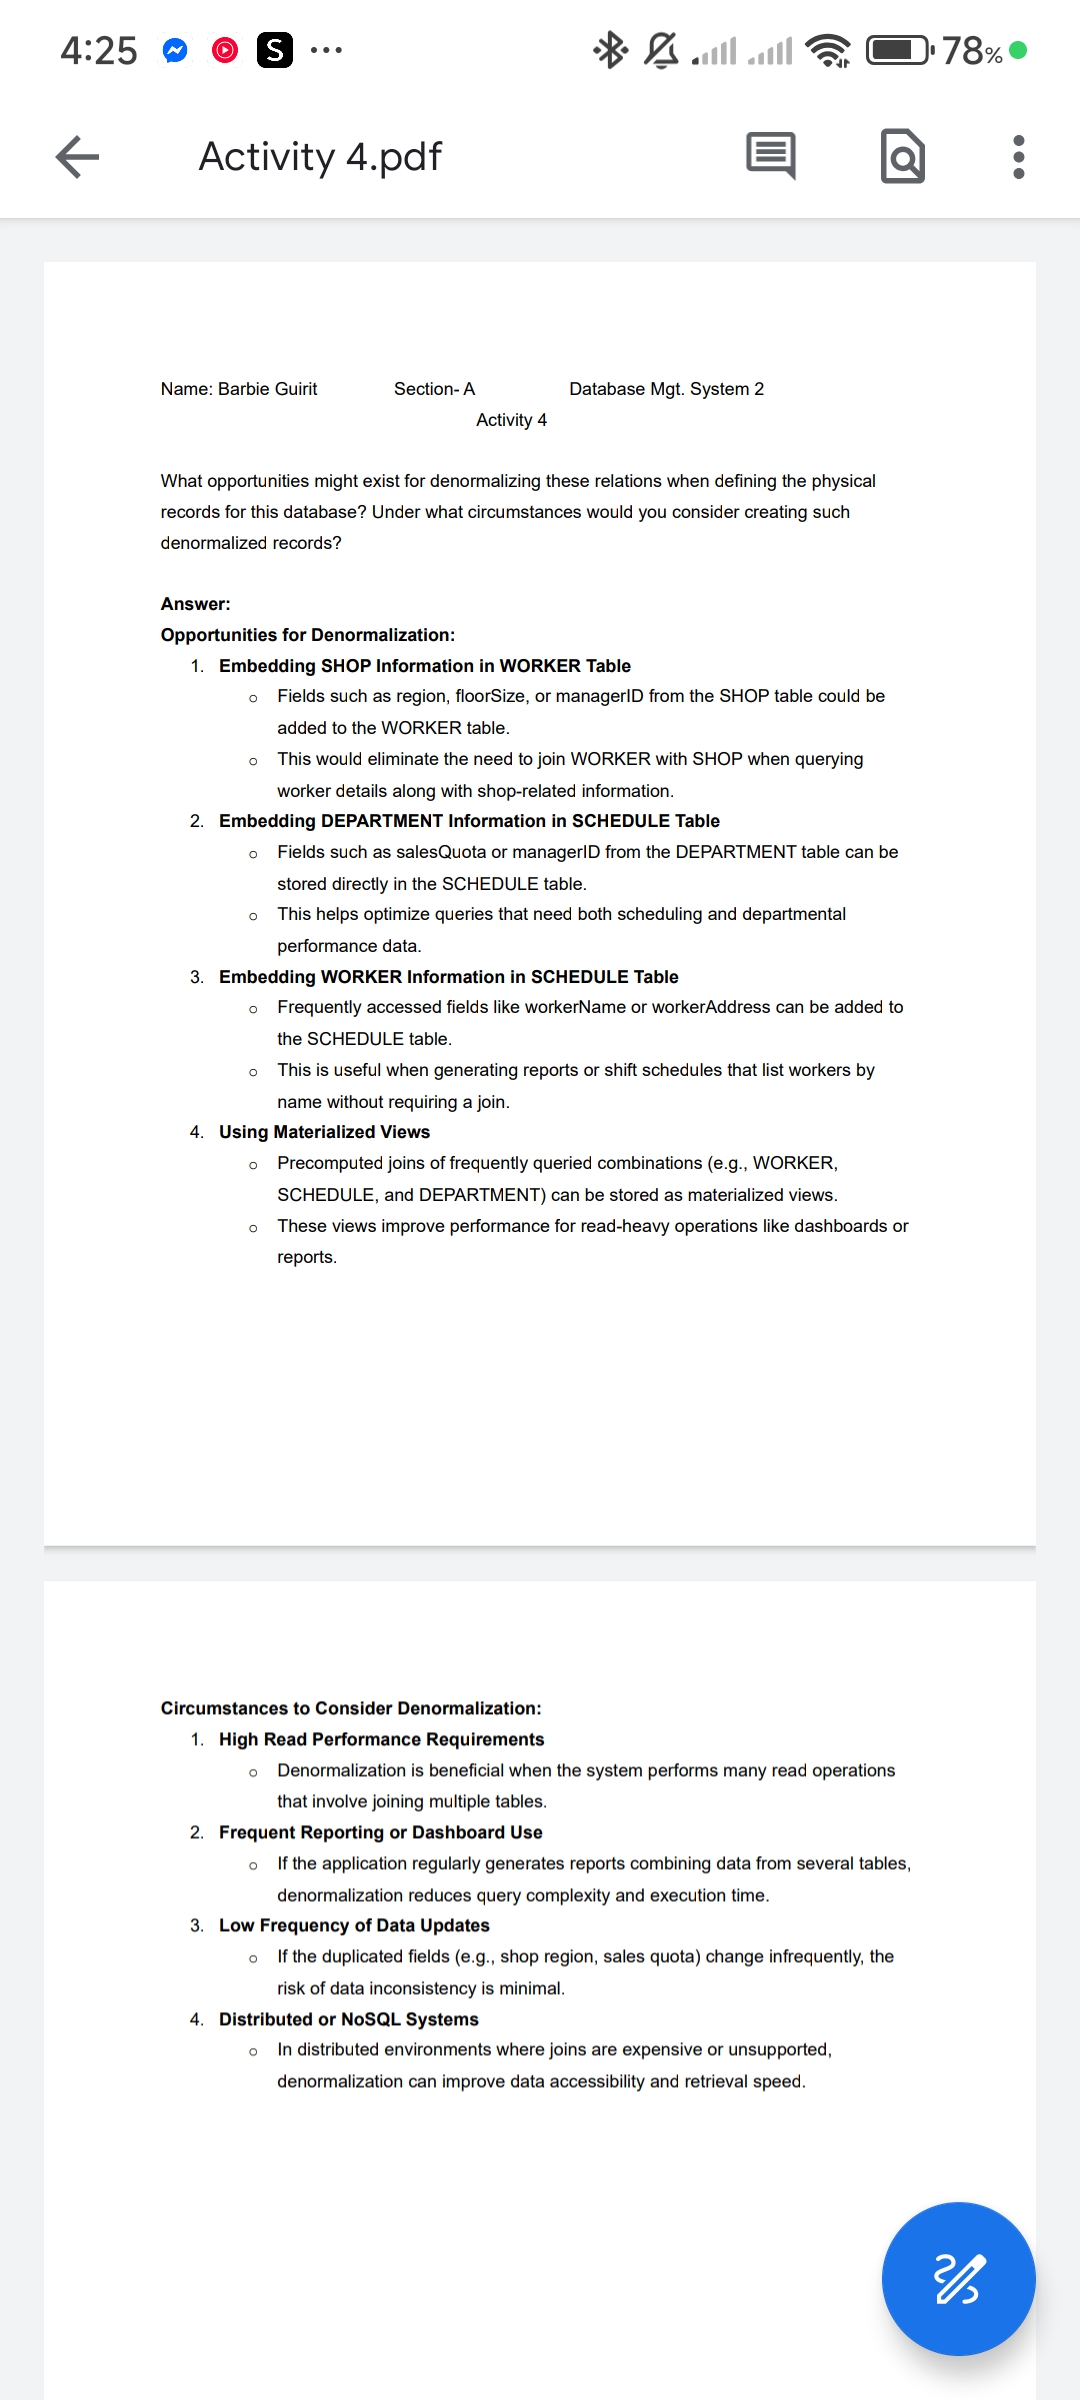 4:25 S ... 78%
Activity 4.pdf
Name: Barbie Guirit Section- A Database Mgt. System 2
Activity 4
What opportunities might exist for denormalizing these relations when defining the physical
records for this database? Under what circumstances would you consider creating such
denormalized records?
Answer:
Opportunities for Denormalization:
1. Embedding SHOP Information in WORKER Table
o Fields such as region, floorSize, or managerID from the SHOP table could be
added to the WORKER table.
o This would eliminate the need to join WORKER with SHOP when querying
worker details along with shop-related information.
2. Embedding DEPARTMENT Information in SCHEDULE Table
o Fields such as salesQuota or managerID from the DEPARTMENT table can be
stored directly in the SCHEDULE table.
o This helps optimize queries that need both scheduling and departmental
performance data.
3. Embedding WORKER Information in SCHEDULE Table
o Frequently accessed fields like workerName or workerAddress can be added to
the SCHEDULE table.
o This is useful when generating reports or shift schedules that list workers by
name without requiring a join.
4. Using Materialized Views
o Precomputed joins of frequently queried combinations (e.g., WORKER,
SCHEDULE, and DEPARTMENT) can be stored as materialized views.
o These views improve performance for read-heavy operations like dashboards or
reports.
Circumstances to Consider Denormalization:
1. High Read Performance Requirements
o Denormalization is beneficial when the system performs many read operations
that involve joining multiple tables.
2. Frequent Reporting or Dashboard Use
o If the application regularly generates reports combining data from several tables,
denormalization reduces query complexity and execution time.
3. Low Frequency of Data Updates
o If the duplicated fields (e.g., shop region, sales quota) change infrequently, the
risk of data inconsistency is minimal.
4. Distributed or NoSQL Systems
o In distributed environments where joins are expensive or unsupported,
denormalization can improve data accessibility and retrieval speed.